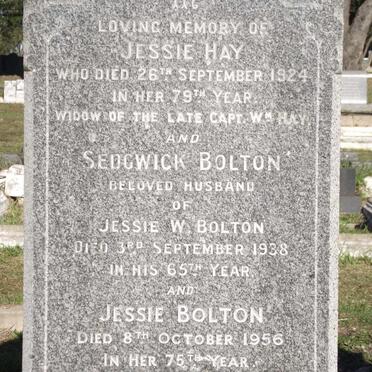 LOVING MEMORY OF
JESSIE HAY
WHO DIED 26TH SEPTEMBER 1924
IN HER 79TH YEAR.
WIDOW OF THE LATE CAPT. WM HAY
AND
SEDGWICK BOLTON
BELOVED HUSBAND
OF
JESSIE W. BOLTON
DIED 3RD SEPTEMBER 1938
IN HIS 65TH YEAR
AND
JESSIE BOLTON
DIED 8TH OCTOBER 1956
IN HER 75TH YEAR.